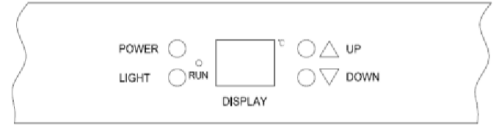 POWER
LIGHT
RUN
DISPLAY
℃
UP
DOWN